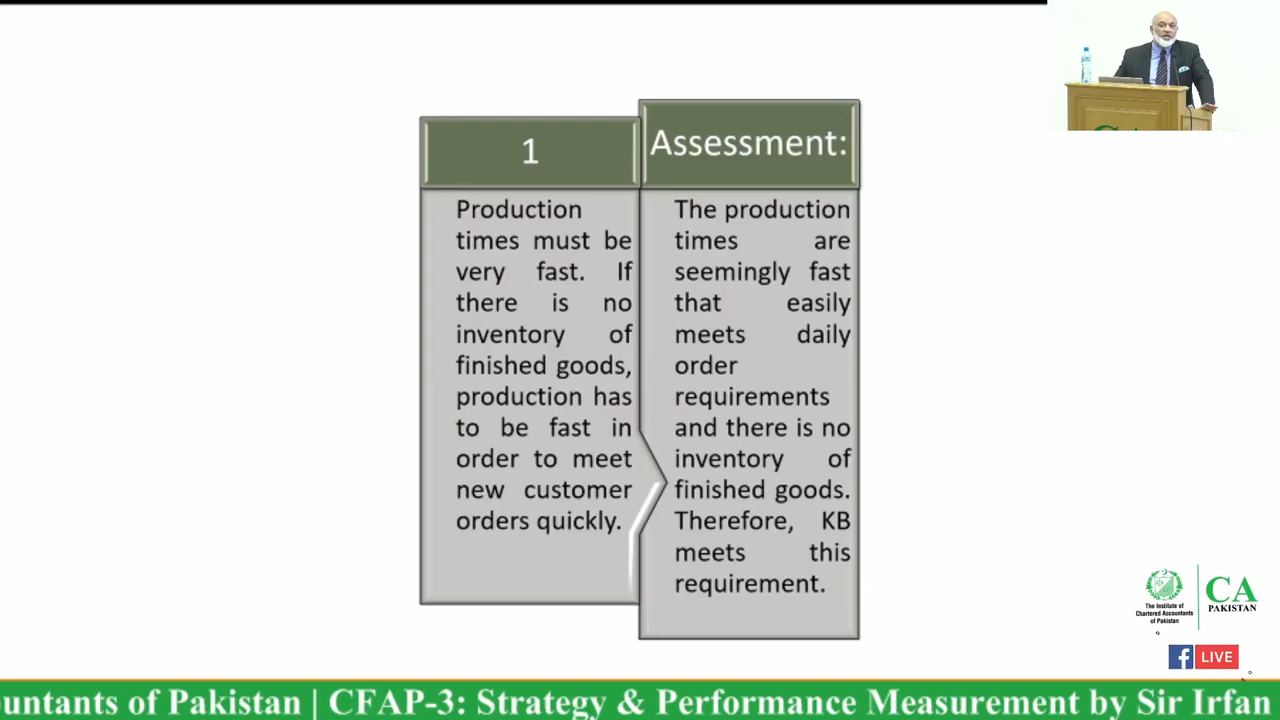 1
Production
times must be
very fast. If
there is no
inventory of
finished goods,
production has
to be fast in
order to meet
new customer
orders quickly.
Assessment:
The production
times are
seemingly fast
that easily
meets daily
order
requirements
and there is no
inventory of
finished goods.
Therefore, KB
meets this
requirement.
The Institute of
Chartered Accountants
of Pakistan
CA
PAKISTAN
f LIVE
ountants of Pakistan | CFAP-3: Strategy & Performance Measurement by Sir Irfan